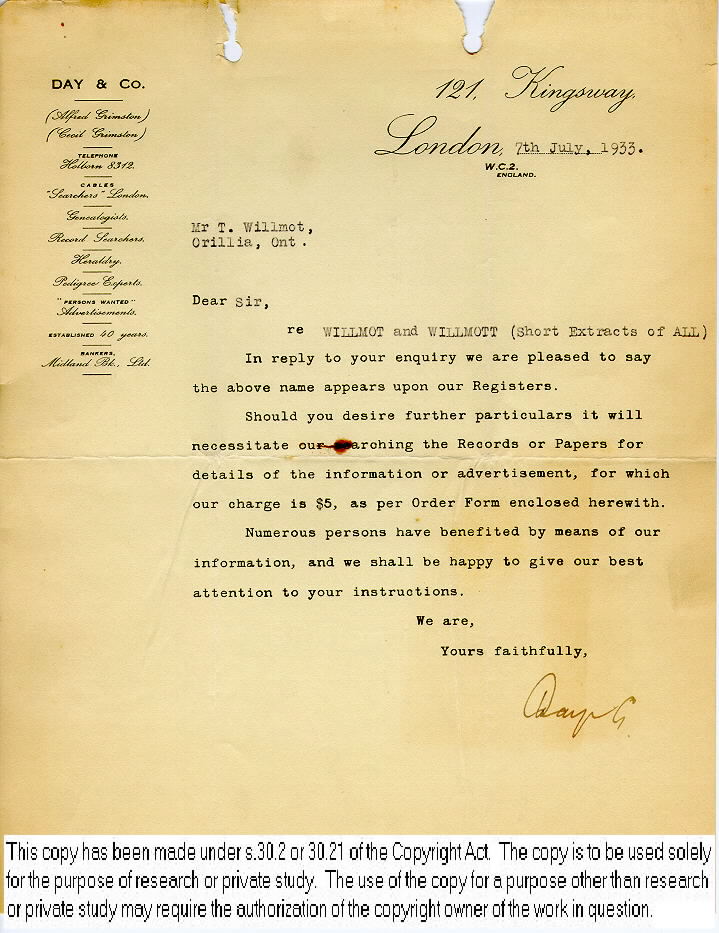 DAY & Co.
(Alfred Grimston)
(Cecil Grimston)
TELEPHONE
Holborn 8312.
CABLES
"Searchers" London.
Genealogists.
Record Searchers.
Heraldry.
Pedigree Experts.
"PERSONS WANTED"
Advertisements.
ESTABLISHED 40 years.
BANKERS,
Midland Bk., Ltd.
121, Kingsway,
London, 7th July, 1933.
W.C.2.
ENGLAND.
Mr T. Willmot,
Orillia, Ont.
Dear Sir,
re WILLMOT and WILLMOTT (Short Extracts of ALL)
In reply to your enquiry we are pleased to say
the above name appears upon our Registers.
Should you desire further particulars it will
necessitate our searching the Records or Papers for
details of the information or advertisement, for which
our charge is $5, as per Order Form enclosed herewith.
Numerous persons have benefited by means of our
information, and we shall be happy to give our best
attention to your instructions.
We are,
Yours faithfully,
This copy has been made under s.30.2 or 30.21 of the Copyright Act. The copy is to be used solely
for the purpose of research or private study. The use of the copy for a purpose other than research
or private study may require the authorization of the copyright owner of the work in question.